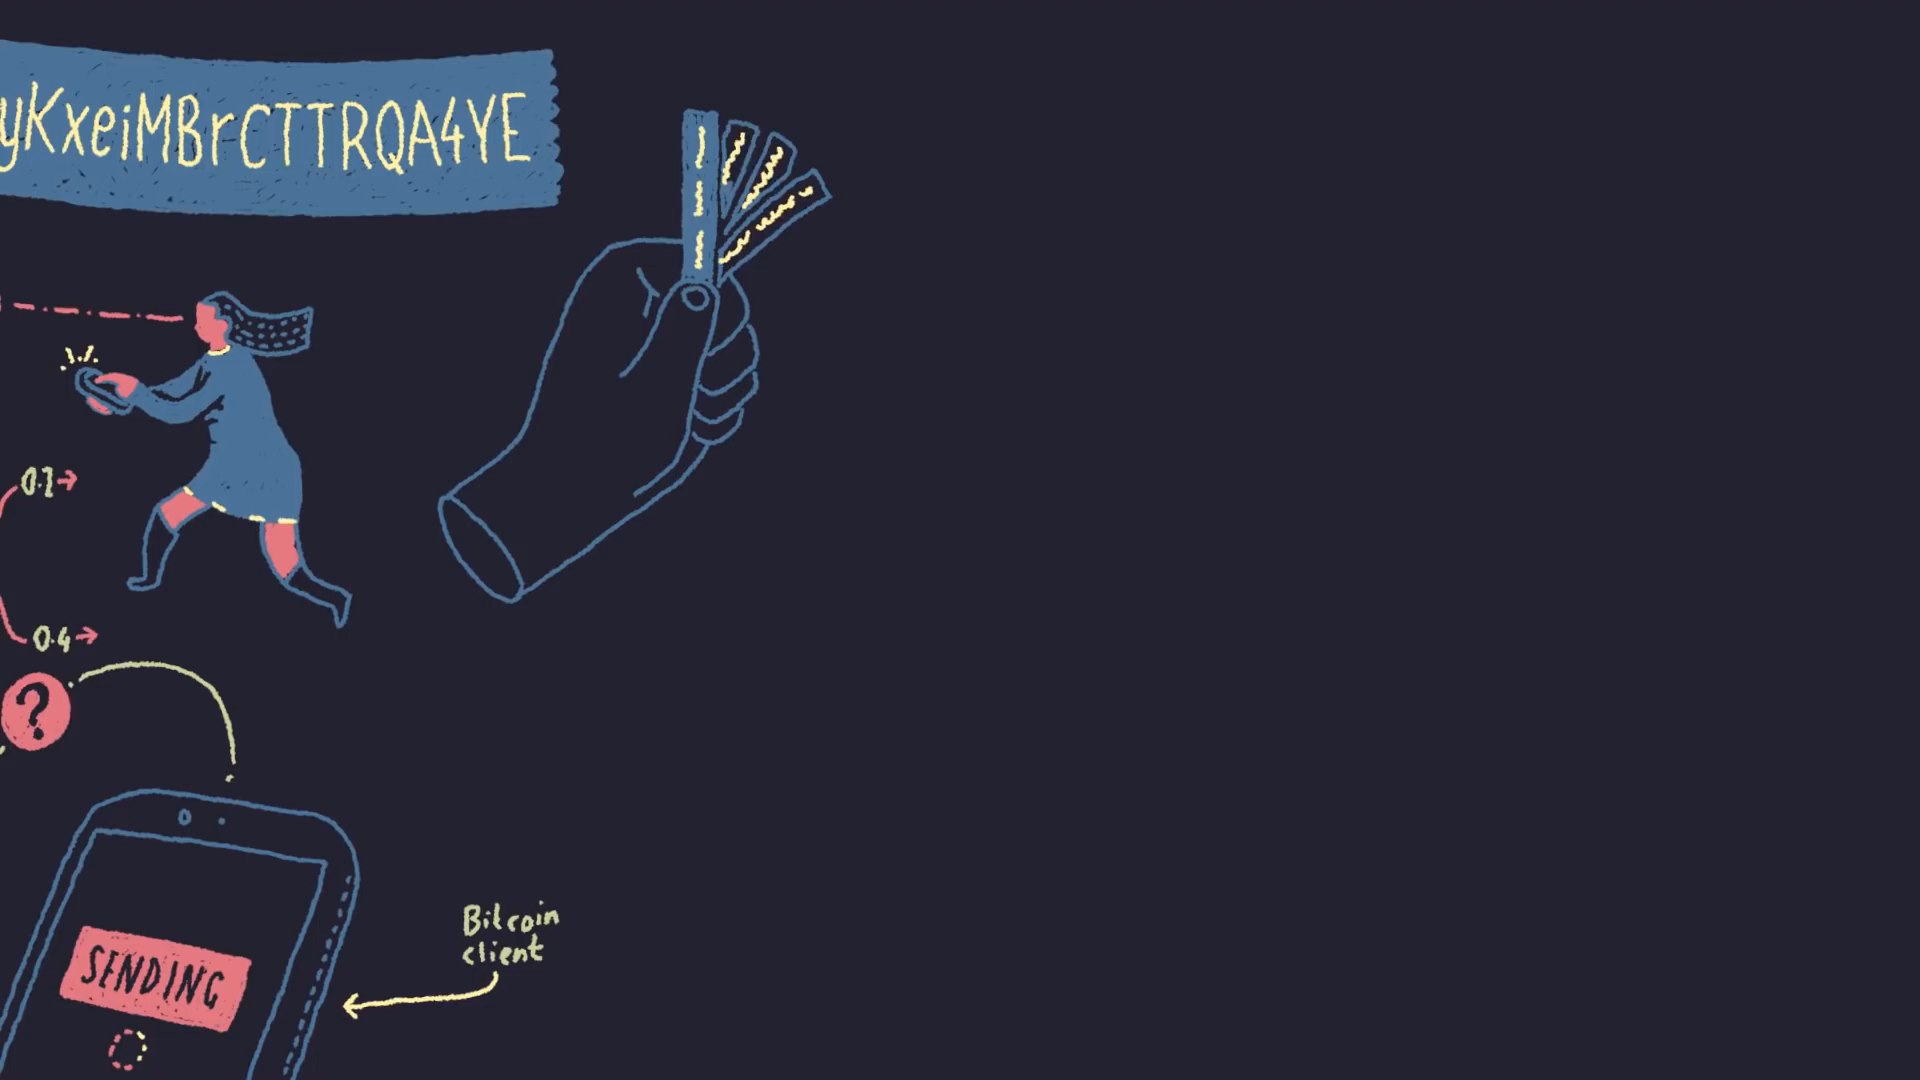 yKxeiMBrCTTRQA4YE
0.1
0.4
?
SENDING
Bitcoin
client